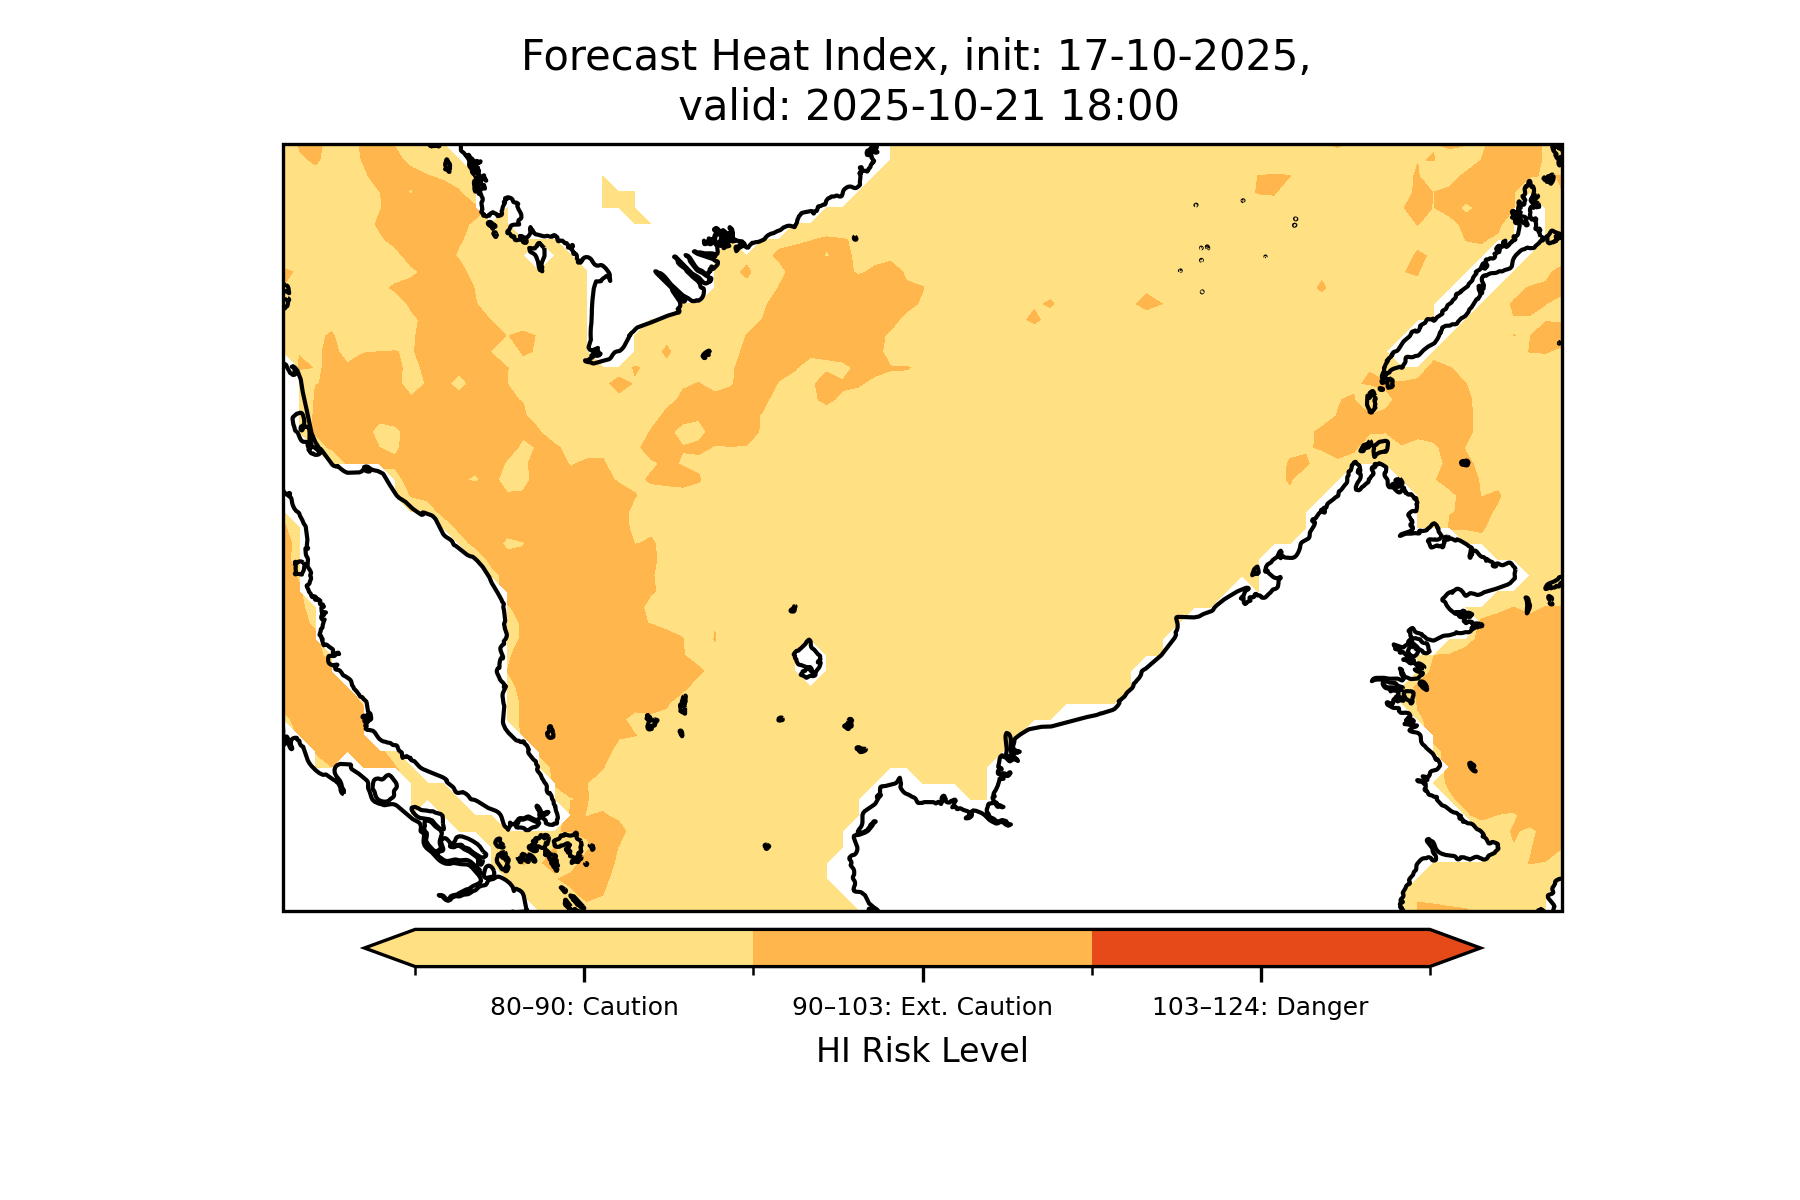 Forecast Heat Index, init: 17-10-2025,
valid: 2025-10-21 18:00
80–90: Caution
90–103: Ext. Caution
103–124: Danger
HI Risk Level